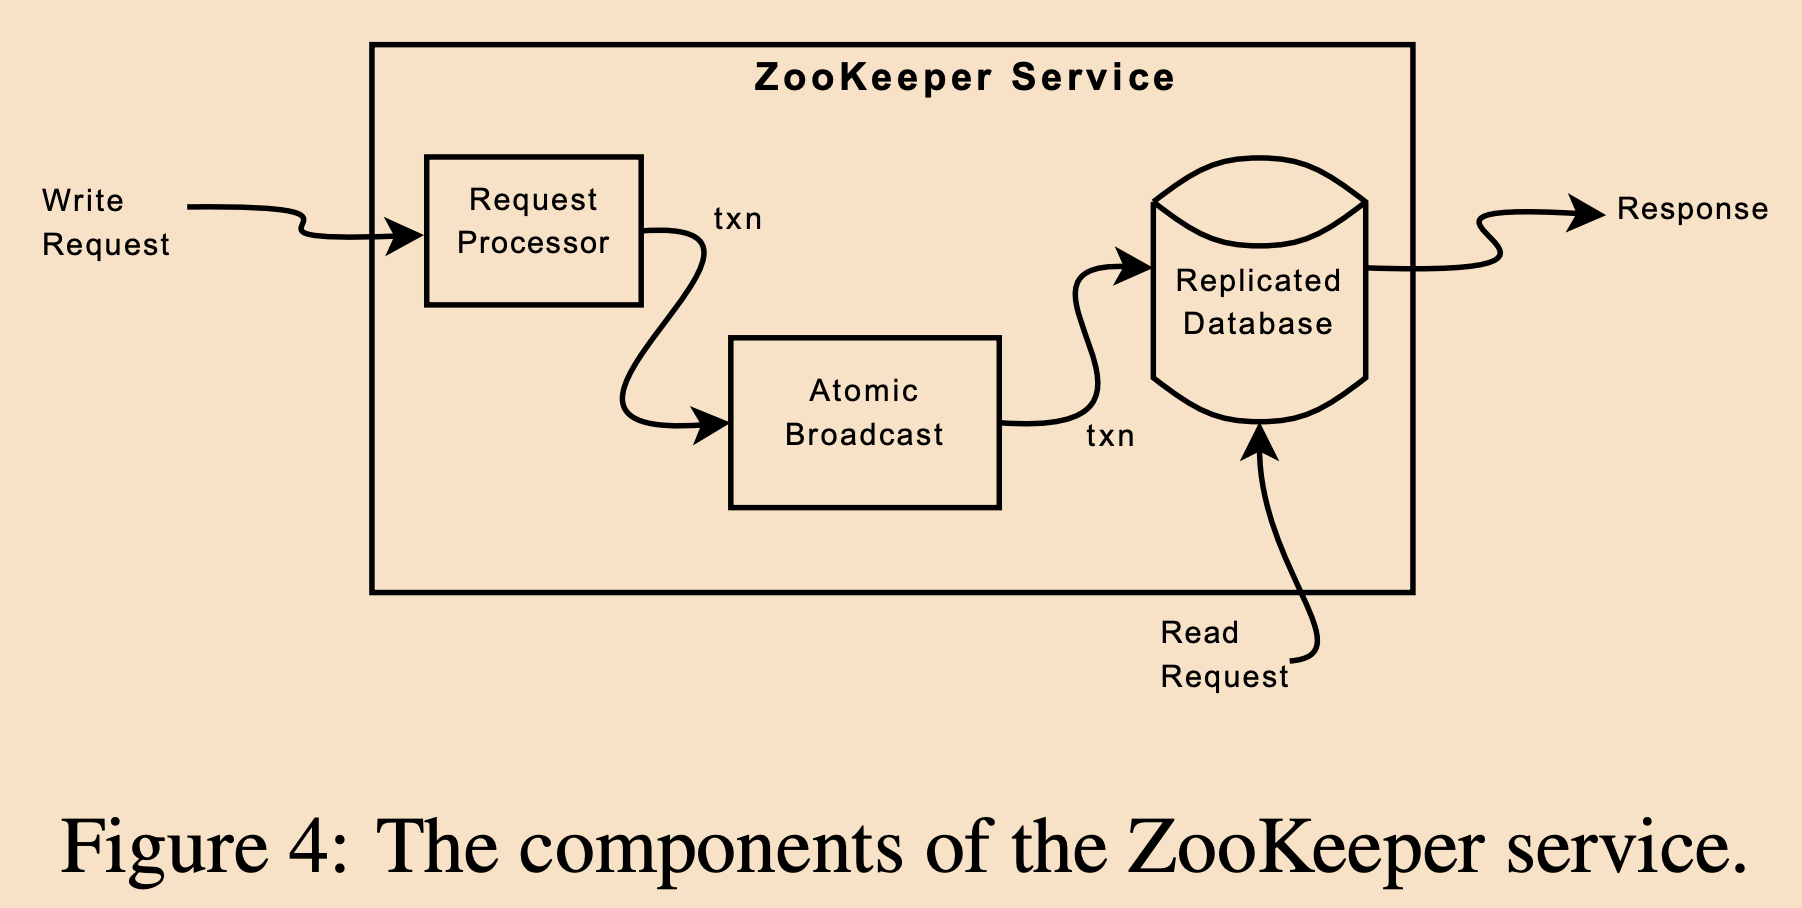 ZooKeeper Service
Write
Request
Request
Processor
txn
Atomic
Broadcast
txn
Replicated
Database
Response
Read
Request
Figure 4: The components of the ZooKeeper service.